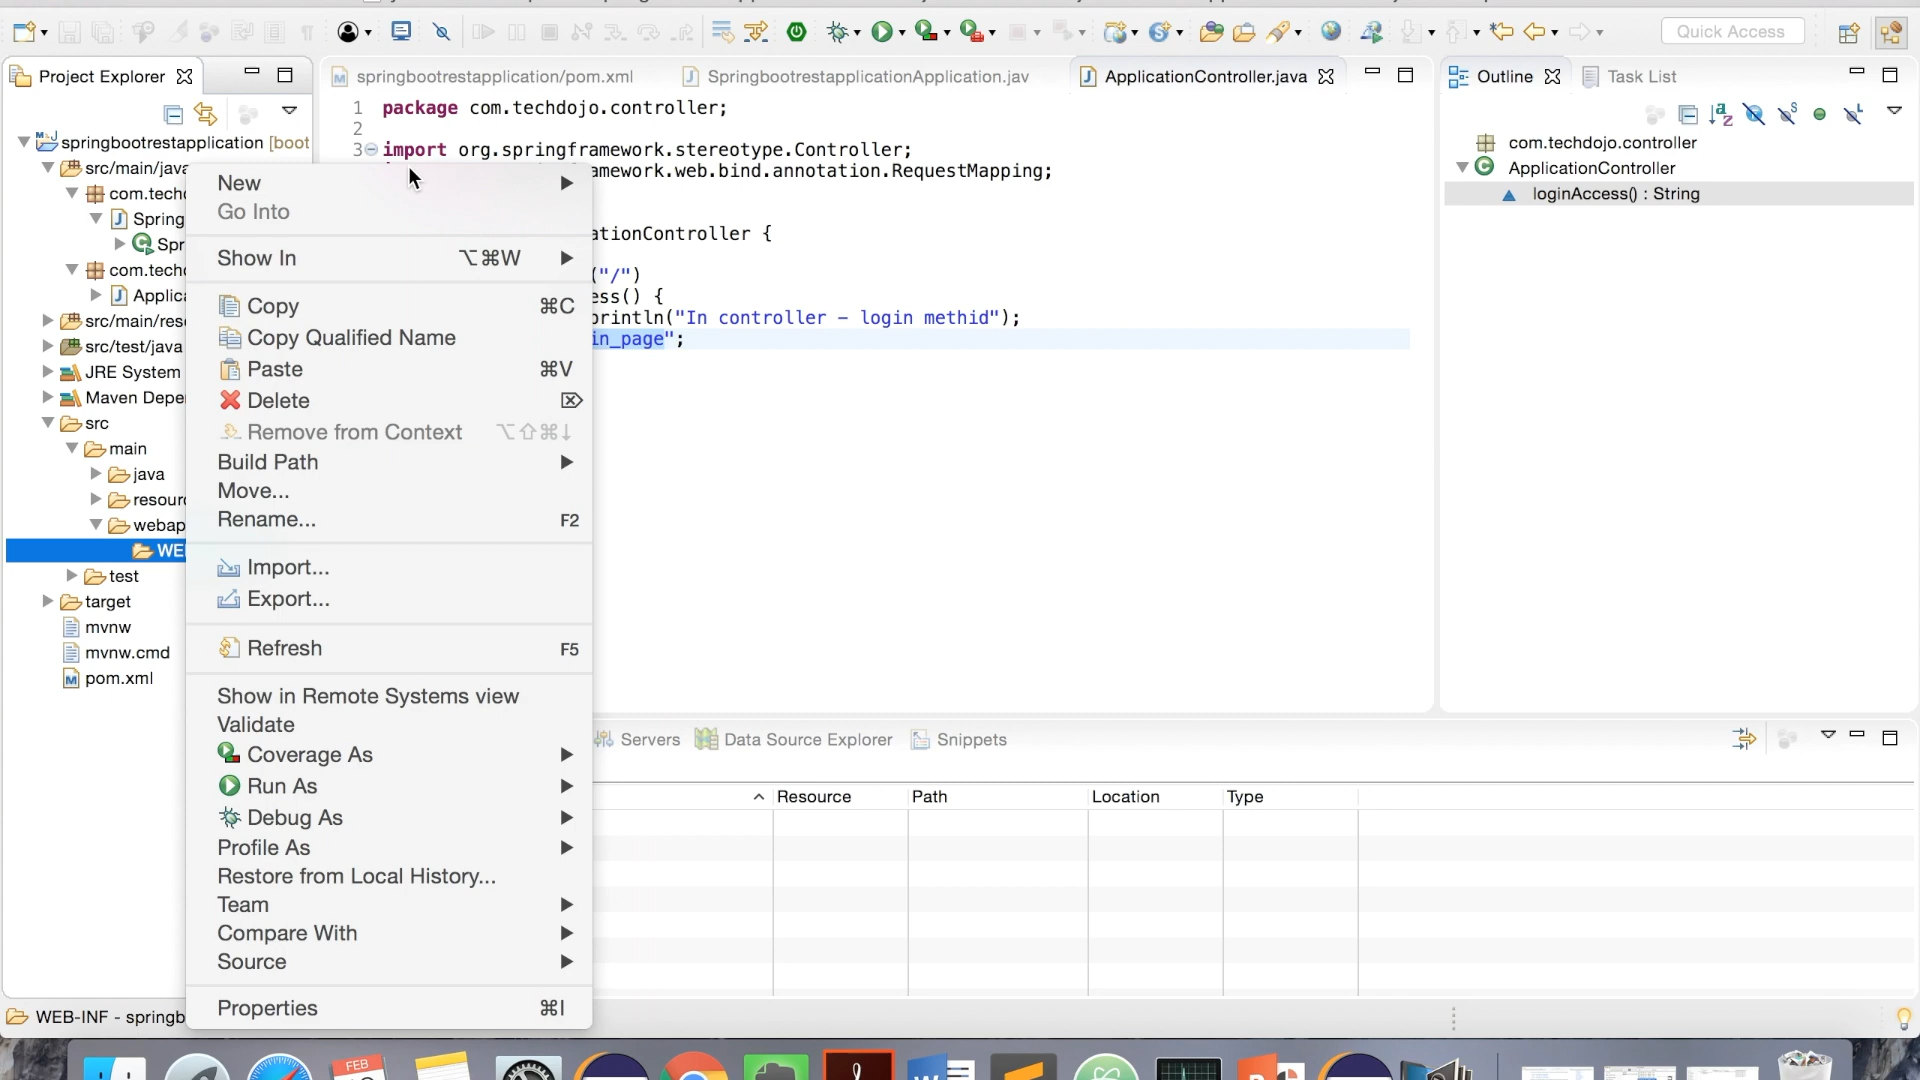 Quick Access
Project Explorer
springbootrestapplication/pom.xml
SpringbootrestapplicationApplication.jav
ApplicationController.java
Outline
Task List
springbootrestapplication [boot
src/main/java
com.techd
Spring
Spr
com.techd
Applica
src/main/res
src/test/java
JRE System
Maven Depe
src
main
java
resourc
webap
WEB
test
target
mvnw
mvnw.cmd
pom.xml
1 package com.techdojo.controller;
2
3 import org.springframework.stereotype.Controller;
amework.web.bind.annotation.RequestMapping;
ationController {
("/")
ess() {
println("In controller – login methid");
in_page";
New
Go Into
Show In ⌥⌘W
Copy ⌘C
Copy Qualified Name
Paste ⌘V
Delete ⌦
Remove from Context ⌥⇧⌘↓
Build Path
Move...
Rename... F2
Import...
Export...
Refresh F5
Show in Remote Systems view
Validate
Coverage As
Run As
Debug As
Profile As
Restore from Local History...
Team
Compare With
Source
Properties ⌘I
com.techdojo.controller
ApplicationController
loginAccess() : String
Servers
Data Source Explorer
Snippets
Resource
Path
Location
Type
WEB-INF - springb
FEB